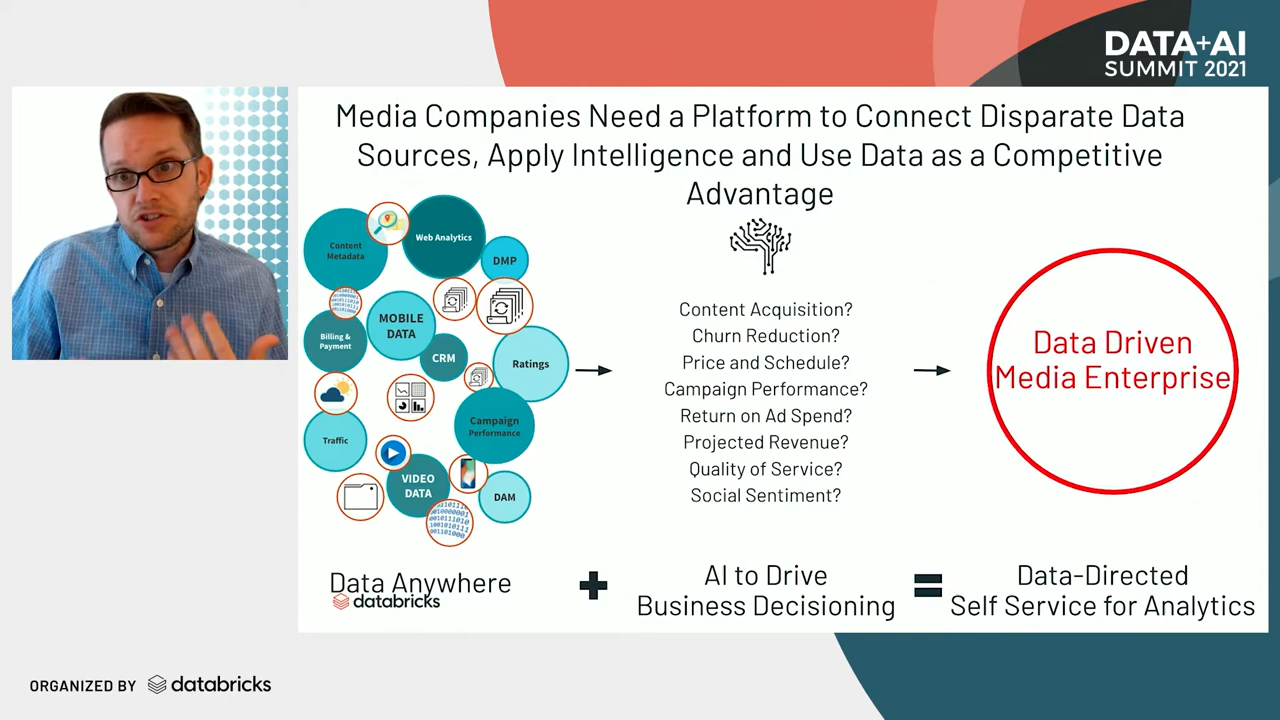 DATA+AI
SUMMIT 2021
Media Companies Need a Platform to Connect Disparate Data
Sources, Apply Intelligence and Use Data as a Competitive
Advantage
Content
Metadata
Web Analytics
DMP
MOBILE
DATA
Billing &
Payment
CRM
Ratings
Campaign
Performance
Traffic
VIDEO
DATA
DAM
Content Acquisition?
Churn Reduction?
Price and Schedule?
Campaign Performance?
Return on Ad Spend?
Projected Revenue?
Quality of Service?
Social Sentiment?
Data Driven
Media Enterprise
Data Anywhere
databricks
+
AI to Drive
Business Decisioning
=
Data-Directed
Self Service for Analytics
ORGANIZED BY databricks